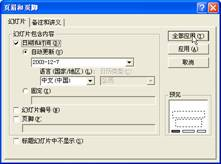 页眉和页脚
幻灯片 备注和讲义
幻灯片包含内容
日期和时间(D)
自动更新(U)
2003-12-7
语言(国家/地区)(L):
中文(中国)
固定(X)
幻灯片编号(N)
页脚(F)
标题幻灯片中不显示(S)
全部应用(Y)
应用(A)
取消
预览